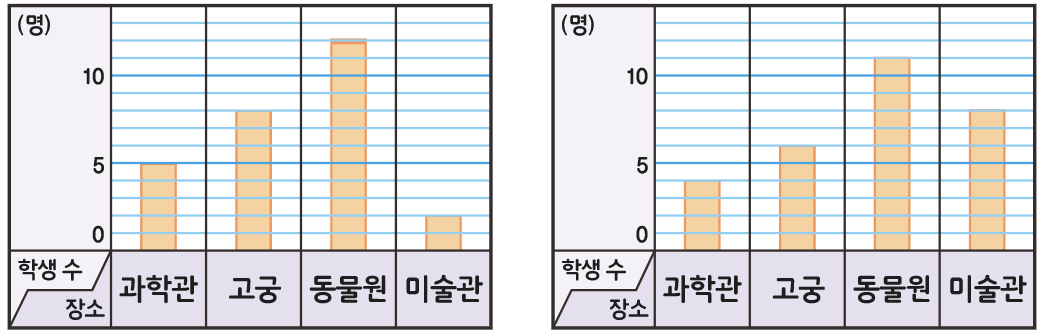 (명)
10
5
0
학생 수
장소
과학관 고궁 동물원 미술관
(명)
10
5
0
학생 수
장소
과학관 고궁 동물원 미술관